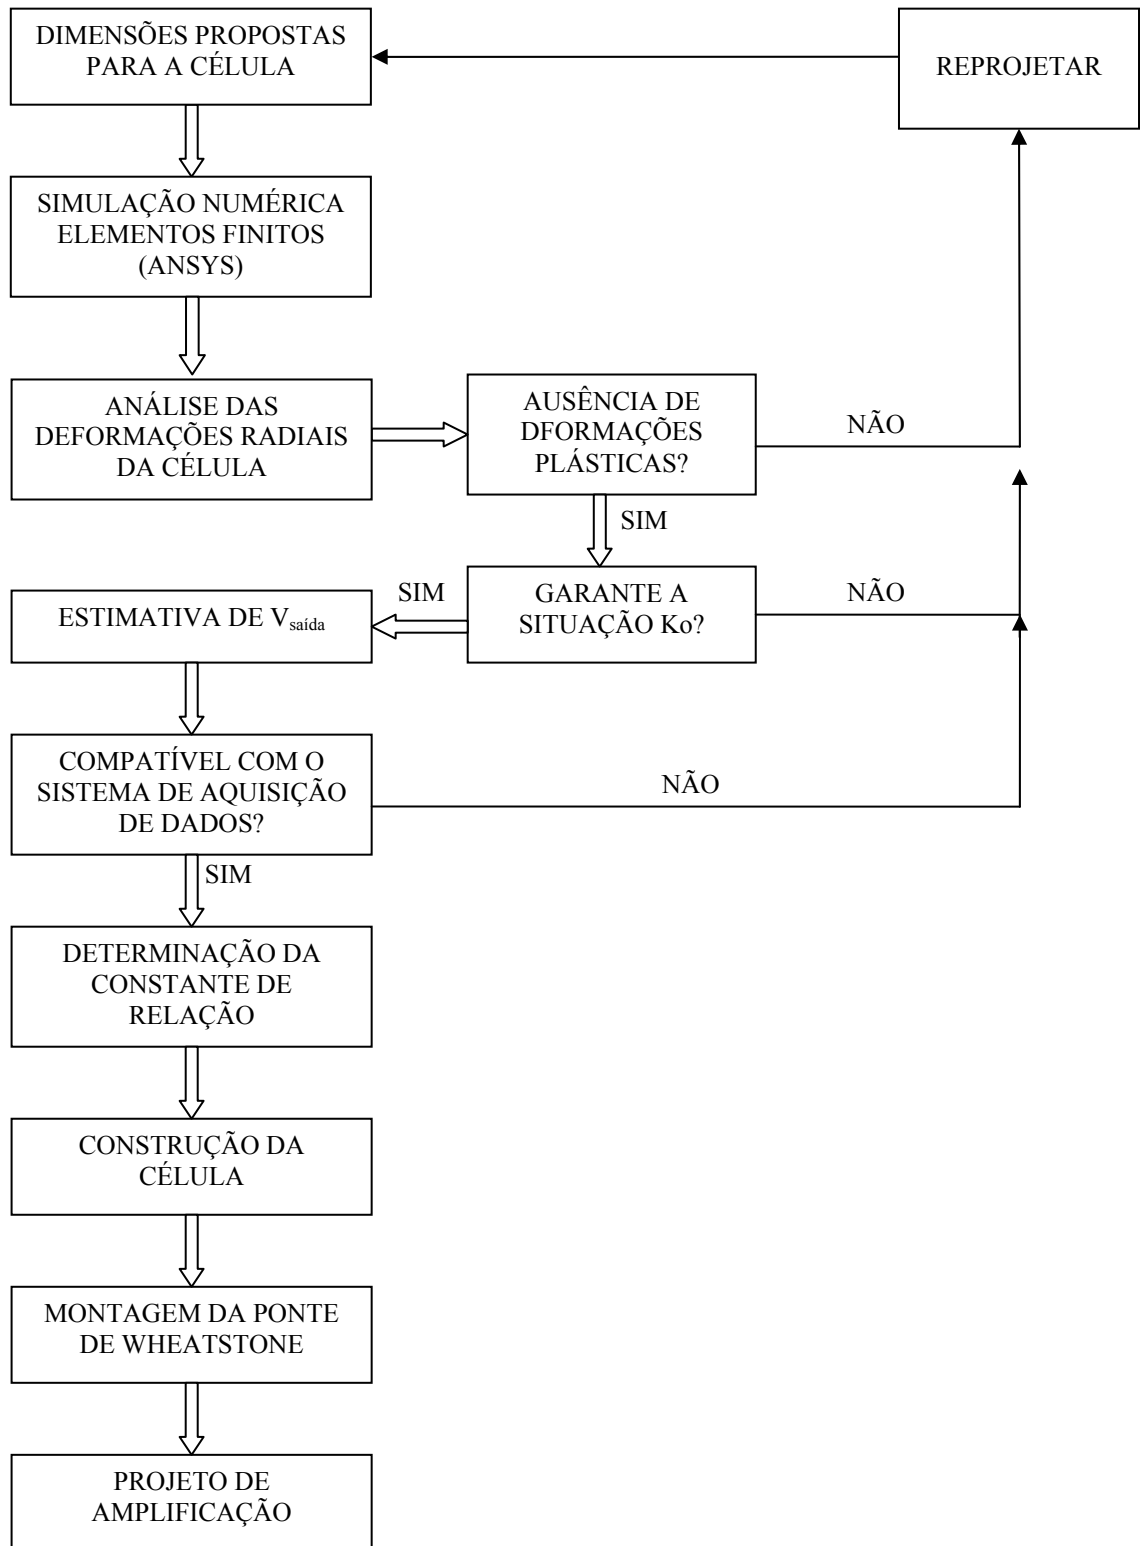 DIMENSÕES PROPOSTAS
PARA A CÉLULA
REPROJETAR
SIMULAÇÃO NUMÉRICA
ELEMENTOS FINITOS
(ANSYS)
ANÁLISE DAS
DEFORMAÇÕES RADIAIS
DA CÉLULA
AUSÊNCIA DE
DFORMAÇÕES
PLÁSTICAS?
NÃO
SIM
GARANTE A
SITUAÇÃO Ko?
NÃO
SIM
ESTIMATIVA DE Vsaída
COMPATÍVEL COM O
SISTEMA DE AQUISIÇÃO
DE DADOS?
NÃO
SIM
DETERMINAÇÃO DA
CONSTANTE DE
RELAÇÃO
CONSTRUÇÃO DA
CÉLULA
MONTAGEM DA PONTE
DE WHEATSTONE
PROJETO DE
AMPLIFICAÇÃO